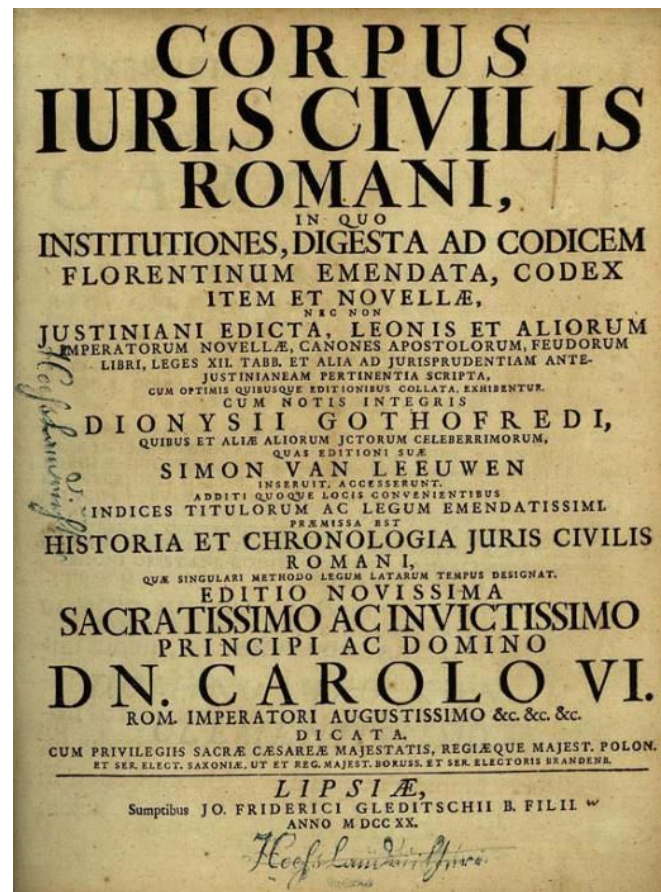 CORPUS
IURIS CIVILIS
ROMANI,
IN QUO
INSTITUTIONES, DIGESTA AD CODICEM
FLORENTINUM EMENDATA, CODEX
ITEM ET NOVELLÆ,
NEC NON
JUSTINIANI EDICTA, LEONIS ET ALIORUM
IMPERATORUM NOVELLÆ, CANONES APOSTOLORUM, FEUDORUM
LIBRI, LEGES XII. TABB. ET ALIA AD JURISPRUDENTIAM ANTE-
JUSTINIANEAM PERTINENTIA SCRIPTA,
CUM OPTIMIS QUIBUSQUE EDITIONIBUS COLLATA, EXHIBENTUR.
CUM NOTIS INTEGRIS
DIONYSII GOTHOFREDI,
QUIBUS ET ALIÆ ALIORUM JCTORUM CELEBERRIMORUM,
QUAS EDITIONI SUÆ
SIMON VAN LEEUWEN
INSERUIT, ACCESSERUNT.
ADDITI QUOQUE LOCIS CONVENIENTIBUS
INDICES TITULORUM AC LEGUM EMENDATISSIMI.
PRÆMISSA EST
HISTORIA ET CHRONOLOGIA JURIS CIVILIS
ROMANI,
QUÆ SINGULARI METHODO LEGUM LATARUM TEMPUS DESIGNAT.
EDITIO NOVISSIMA
SACRATISSIMO AC INVICTISSIMO
PRINCIPI AC DOMINO
DN. CAROLO VI.
ROM. IMPERATORI AUGUSTISSIMO &c. &c. &c.
DICATA.
CUM PRIVILEGIIS SACRÆ CÆSAREÆ MAJESTATIS, REGIÆQUE MAJEST. POLON.
ET SER. ELECT. SAXONIÆ, UT ET REG. MAJEST. BORUSS. ET SER. ELECTORIS BRANDENB.
LIPSIÆ,
Sumptibus JO. FRIDERICI GLEDITSCHII B. FILII.
ANNO M DCC XX.